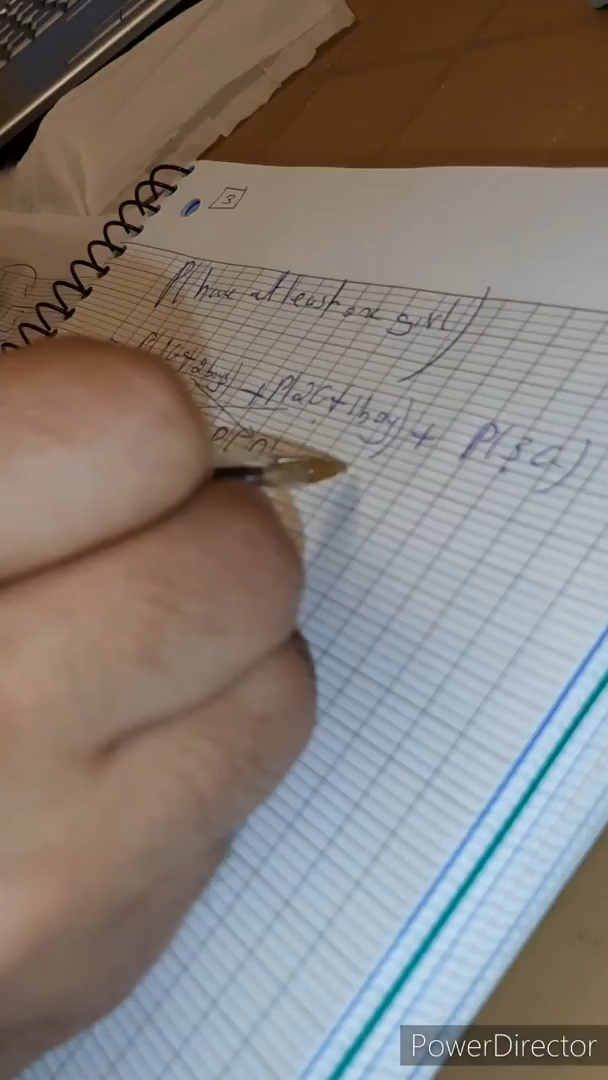 3
P(have at least one girl)
P(1G+2boys) + P(2G+1boy) + P(3G)
PowerDirector